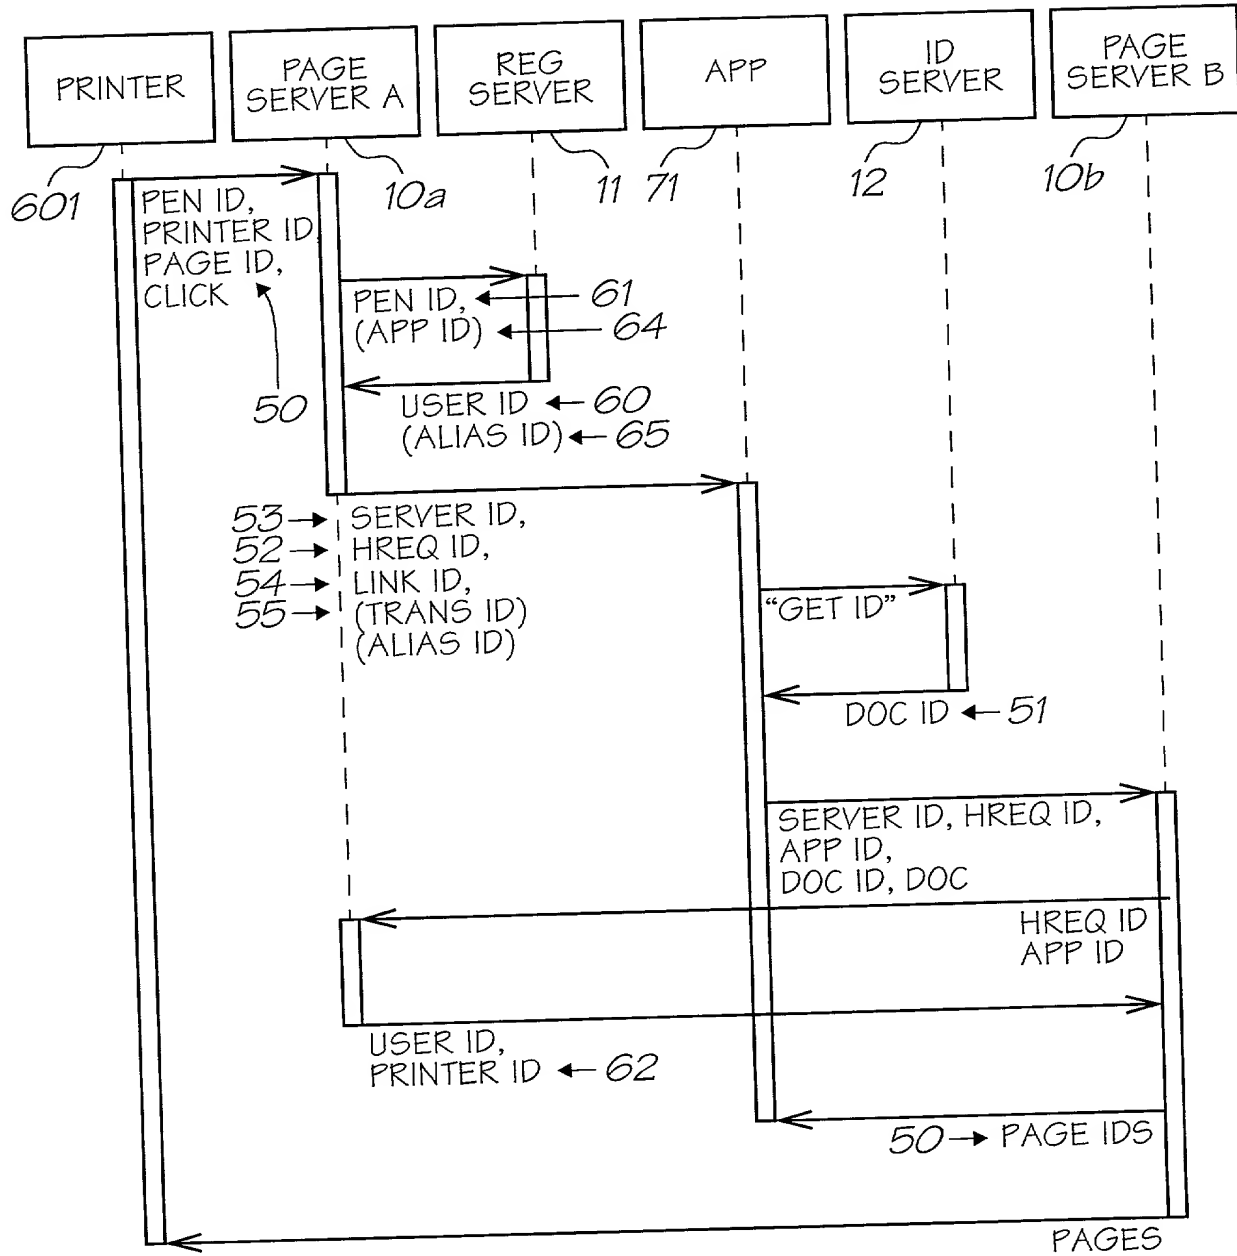 PRINTER
PAGE
SERVER A
REG
SERVER
APP
ID
SERVER
PAGE
SERVER B
601
10a
11
71
12
10b
PEN ID,
PRINTER ID
PAGE ID,
CLICK
50
PEN ID, 61
(APP ID) 64
USER ID 60
(ALIAS ID) 65
53 SERVER ID,
52 HREQ ID,
54 LINK ID,
55 (TRANS ID)
(ALIAS ID)
“GET ID”
DOC ID 51
SERVER ID, HREQ ID,
APP ID,
DOC ID, DOC
HREQ ID
APP ID
USER ID,
PRINTER ID 62
50 PAGE IDS
PAGES